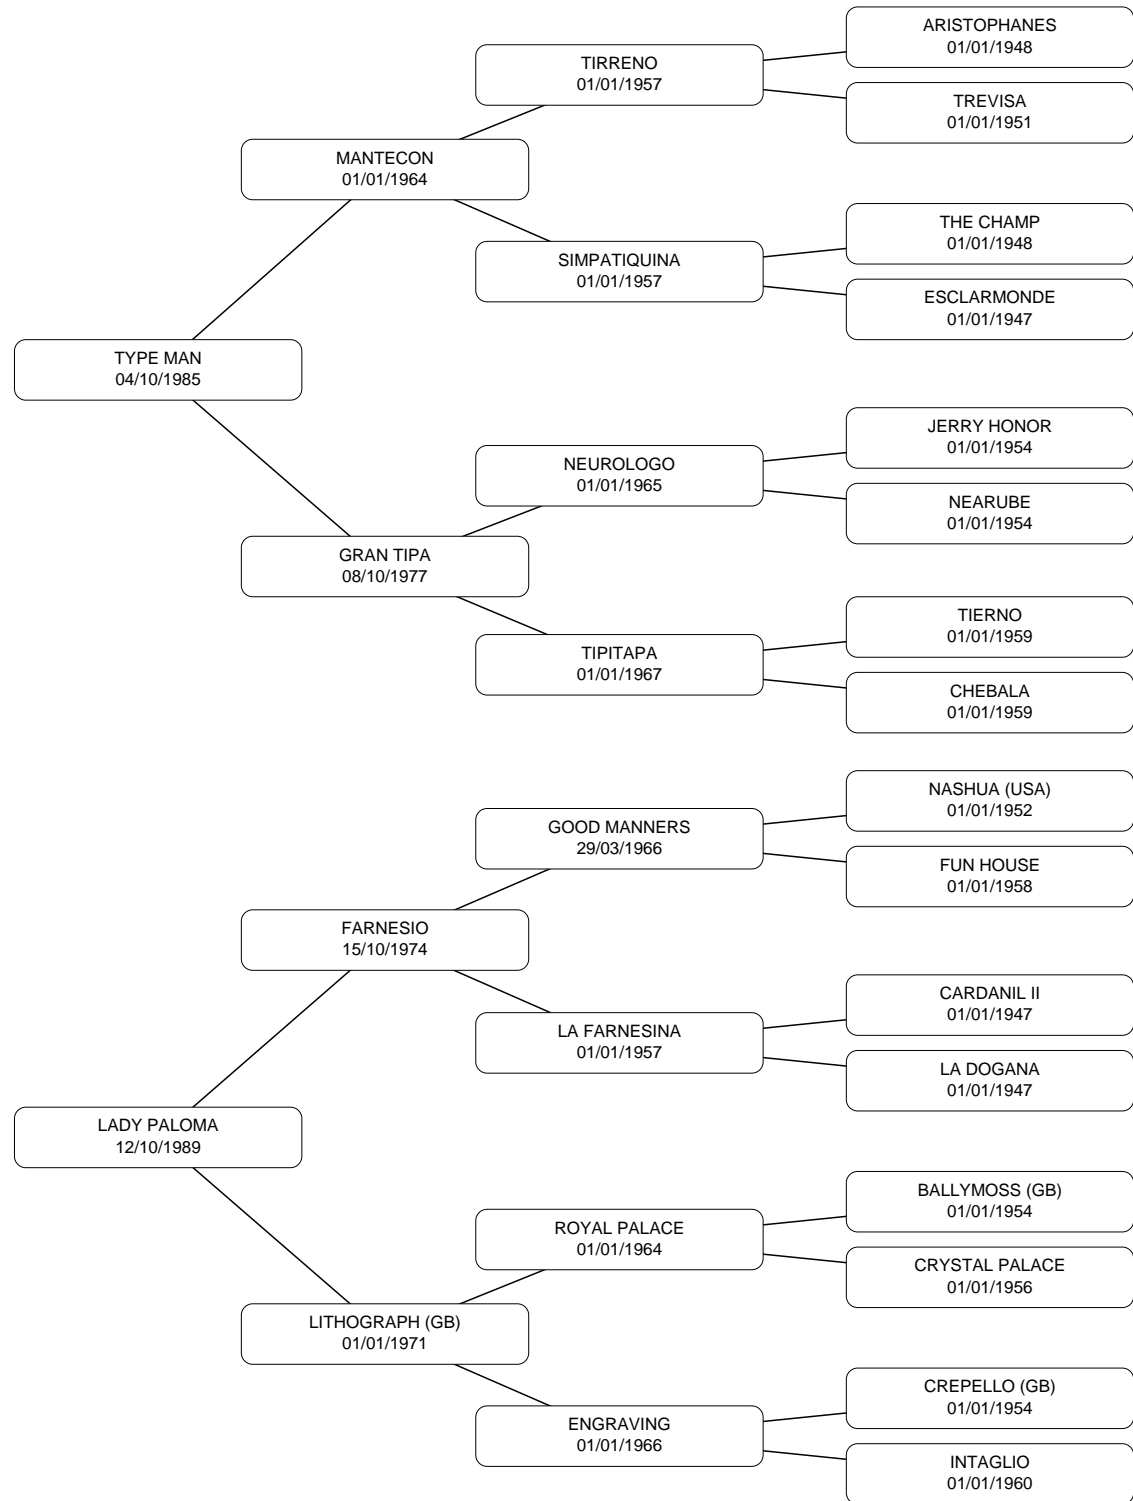 ARISTOPHANES
01/01/1948
TIRRENO
01/01/1957
TREVISA
01/01/1951
MANTECON
01/01/1964
THE CHAMP
01/01/1948
SIMPATIQUINA
01/01/1957
ESCLARMONDE
01/01/1947
TYPE MAN
04/10/1985
JERRY HONOR
01/01/1954
NEUROLOGO
01/01/1965
NEARUBE
01/01/1954
GRAN TIPA
08/10/1977
TIERNO
01/01/1959
TIPITAPA
01/01/1967
CHEBALA
01/01/1959
NASHUA (USA)
01/01/1952
GOOD MANNERS
29/03/1966
FUN HOUSE
01/01/1958
FARNESIO
15/10/1974
CARDANIL II
01/01/1947
LA FARNESINA
01/01/1957
LA DOGANA
01/01/1947
LADY PALOMA
12/10/1989
BALLYMOSS (GB)
01/01/1954
ROYAL PALACE
01/01/1964
CRYSTAL PALACE
01/01/1956
LITHOGRAPH (GB)
01/01/1971
CREPELLO (GB)
01/01/1954
ENGRAVING
01/01/1966
INTAGLIO
01/01/1960